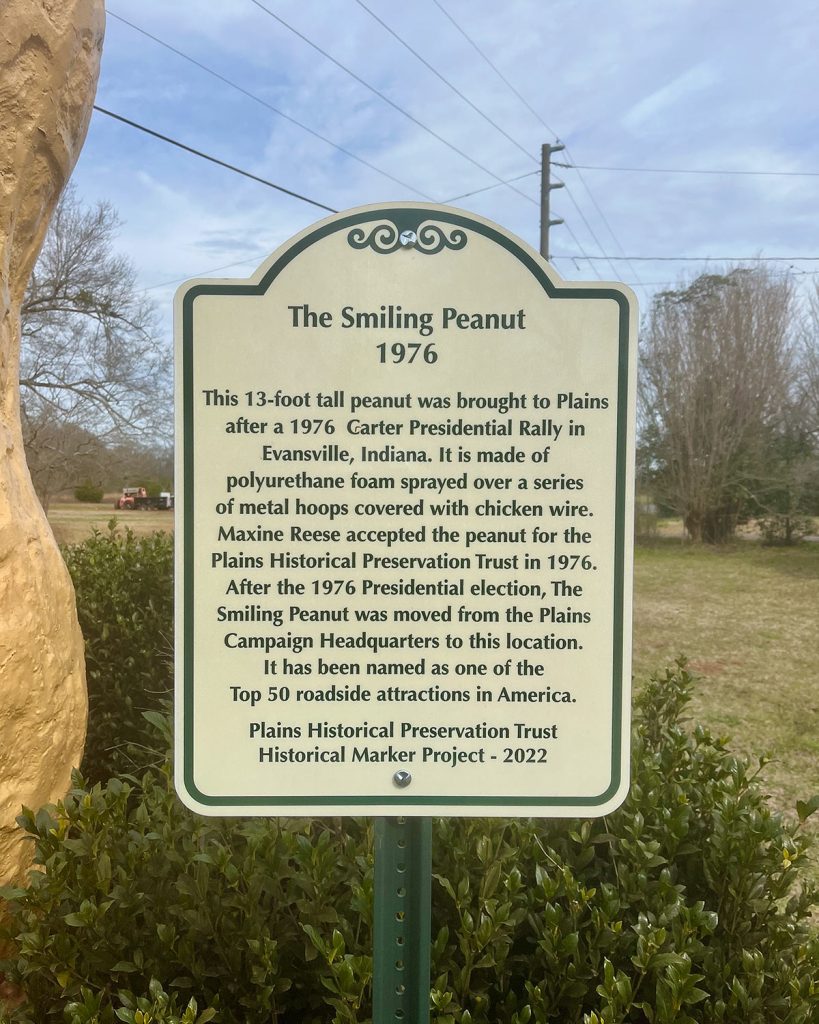 The Smiling Peanut
1976
This 13-foot tall peanut was brought to Plains
after a 1976 Carter Presidential Rally in
Evansville, Indiana. It is made of
polyurethane foam sprayed over a series
of metal hoops covered with chicken wire.
Maxine Reese accepted the peanut for the
Plains Historical Preservation Trust in 1976.
After the 1976 Presidential election, The
Smiling Peanut was moved from the Plains
Campaign Headquarters to this location.
It has been named as one of the
Top 50 roadside attractions in America.
Plains Historical Preservation Trust
Historical Marker Project - 2022